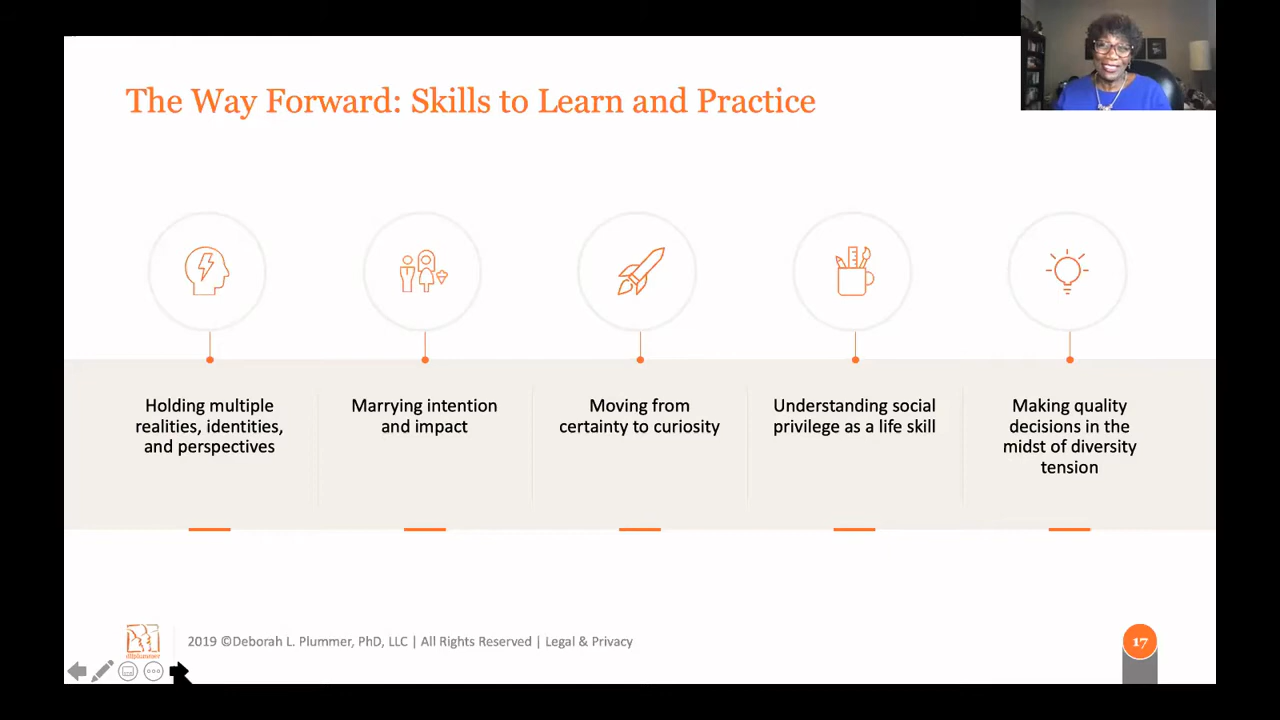 The Way Forward: Skills to Learn and Practice
Holding multiple
realities, identities,
and perspectives
Marrying intention
and impact
Moving from
certainty to curiosity
Understanding social
privilege as a life skill
Making quality
decisions in the
midst of diversity
tension
dlplummer
2019 ©Deborah L. Plummer, PhD, LLC | All Rights Reserved | Legal & Privacy
17